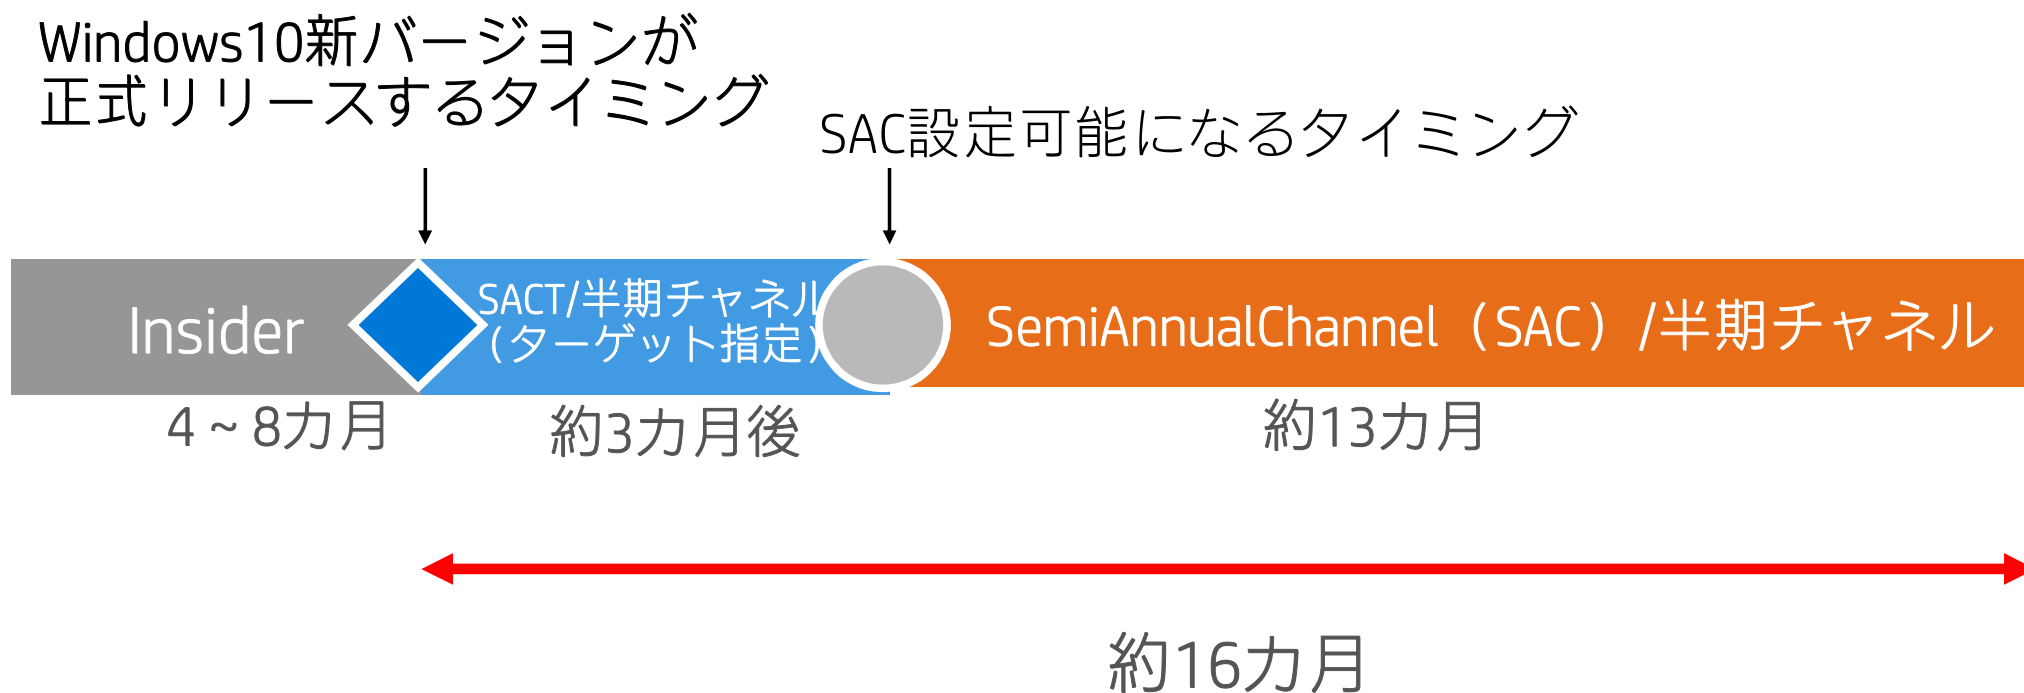 Windows10新バージョンが
正式リリースするタイミング
SAC設定可能になるタイミング
Insider
SACT/半期チャネル
(ターゲット指定)
SemiAnnualChannel（SAC）/半期チャネル
4~8カ月
約3カ月後
約13カ月
約16カ月